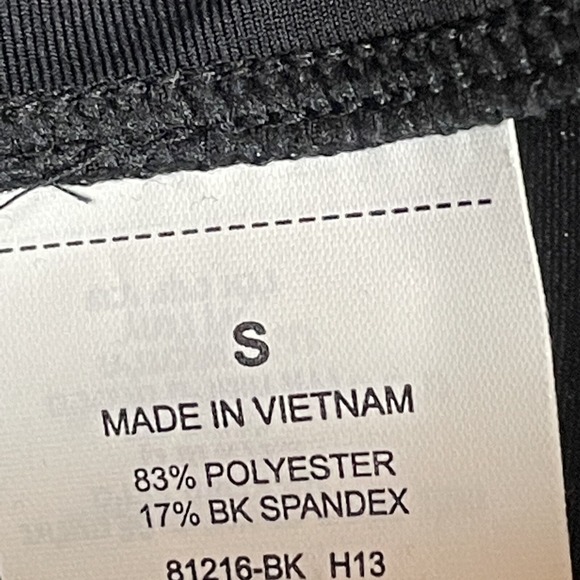 S
MADE IN VIETNAM
83% POLYESTER
17% BK SPANDEX
81216-BK H13